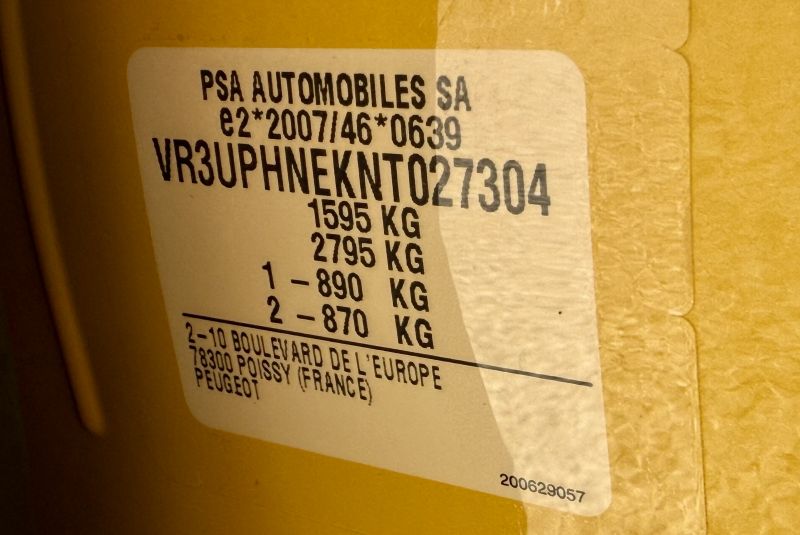 PSA AUTOMOBILES SA
e2*2007/46*0639
VR3UPHNEKNT027304
1595 KG
2795 KG
1 – 890 KG
2 – 870 KG
2–10 BOULEVARD DE L'EUROPE
78300 POISSY (FRANCE)
PEUGEOT
200629057